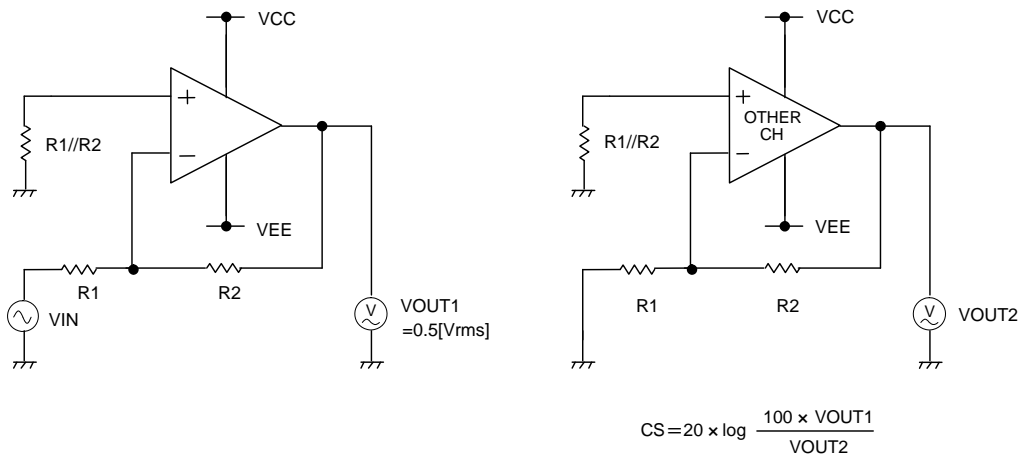 VCC
+
R1//R2
−
VEE
R1
R2
VIN
V
VOUT1
=0.5[Vrms]
VCC
+
OTHER
CH
R1//R2
−
VEE
R1
R2
V
VOUT2
CS=20 × log 100 × VOUT1
VOUT2